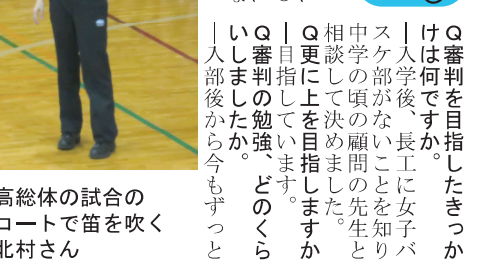 Q審判を目指したきっか
けは何ですか。
―入学後、長工に女子バ
スケ部がないことを知り
中学の頃の顧問の先生と
相談して決めました。
Q更に上を目指しますか
―目指しています。
Q審判の勉強、どのくら
いしましたか。
―入部後から今もずっと
高総体の試合の
コートで笛を吹く
北村さん